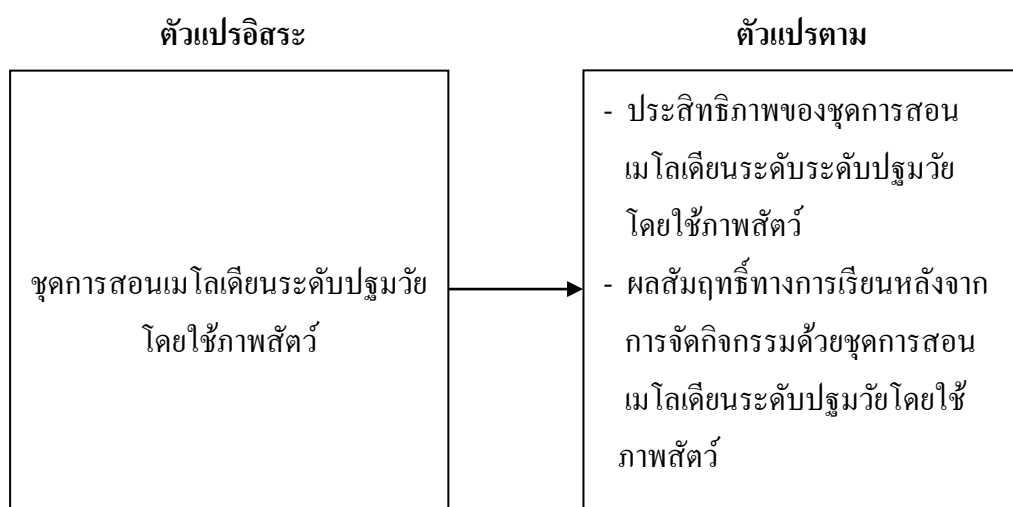 ตัวแปรอิสระ
ตัวแปรตาม
ชุดการสอนเมโลเดียนระดับปฐมวัย
โดยใช้ภาพสัตว์
- ประสิทธิภาพของชุดการสอน
เมโลเดียนระดับระดับปฐมวัย
โดยใช้ภาพสัตว์
- ผลสัมฤทธิ์ทางการเรียนหลังจาก
การจัดกิจกรรมด้วยชุดการสอน
เมโลเดียนระดับปฐมวัยโดยใช้
ภาพสัตว์